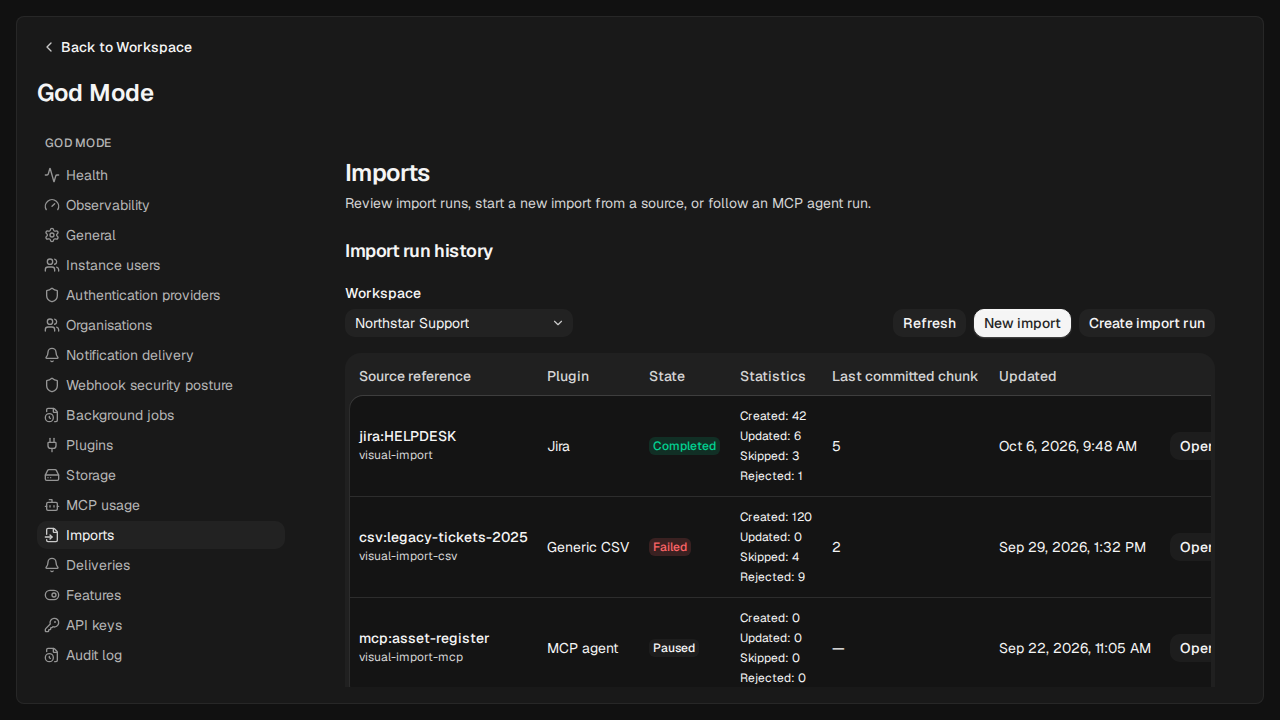 Back to Workspace
God Mode
GOD MODE
Health
Observability
General
Instance users
Authentication providers
Organisations
Notification delivery
Webhook security posture
Background jobs
Plugins
Storage
MCP usage
Imports
Deliveries
Features
API keys
Audit log
Imports
Review import runs, start a new import from a source, or follow an MCP agent run.
Import run history
Workspace
Northstar Support
Refresh
New import
Create import run
Source reference Plugin State Statistics Last committed chunk Updated
jira:HELPDESK
visual-import
Jira
Completed
Created: 42
Updated: 6
Skipped: 3
Rejected: 1
5
Oct 6, 2026, 9:48 AM
csv:legacy-tickets-2025
visual-import-csv
Generic CSV
Failed
Created: 120
Updated: 0
Skipped: 4
Rejected: 9
2
Sep 29, 2026, 1:32 PM
mcp:asset-register
visual-import-mcp
MCP agent
Paused
Created: 0
Updated: 0
Skipped: 0
Rejected: 0
—
Sep 22, 2026, 11:05 AM